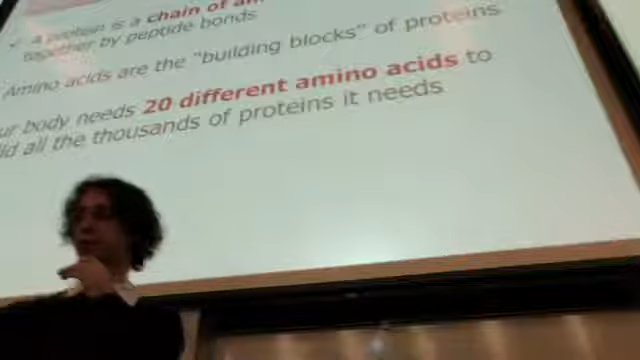 ✓ A protein is a chain of am
together by peptide bonds
Amino acids are the "building blocks" of proteins.
ur body needs 20 different amino acids to
ld all the thousands of proteins it needs